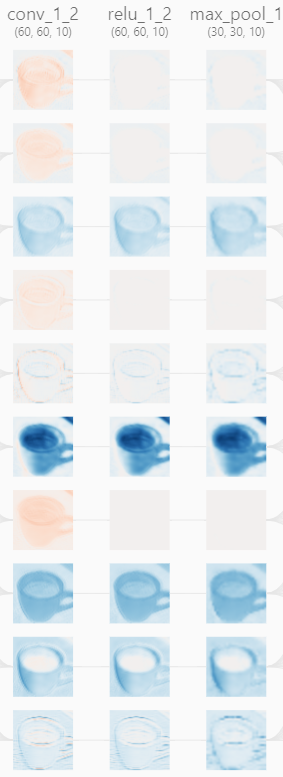 conv_1_2 relu_1_2 max_pool_1
(60, 60, 10) (60, 60, 10) (30, 30, 10)